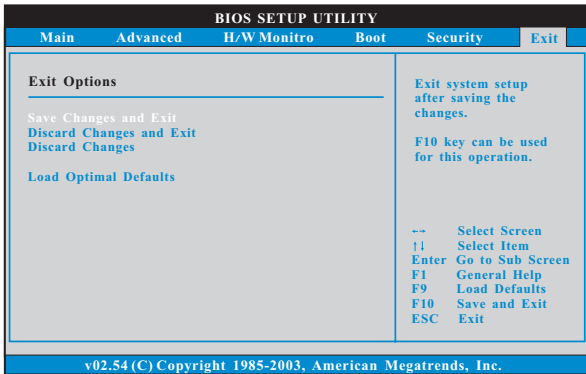 BIOS SETUP UTILITY
Main Advanced H/W Monitro Boot Security Exit
Exit Options
Save Changes and Exit
Discard Changes and Exit
Discard Changes
Load Optimal Defaults
Exit system setup
after saving the
changes.
F10 key can be used
for this operation.
←→ Select Screen
↑↓ Select Item
Enter Go to Sub Screen
F1 General Help
F9 Load Defaults
F10 Save and Exit
ESC Exit
v02.54 (C) Copyright 1985-2003, American Megatrends, Inc.